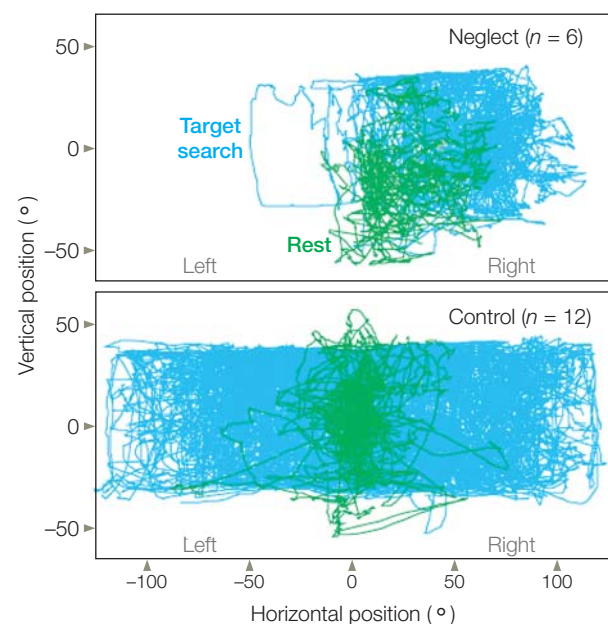 50
0
−50
Neglect (n = 6)
Target
search
Rest
Left
Right
Vertical position (°)
50
0
−50
Control (n = 12)
Left
Right
−100
−50
0
50
100
Horizontal position (°)